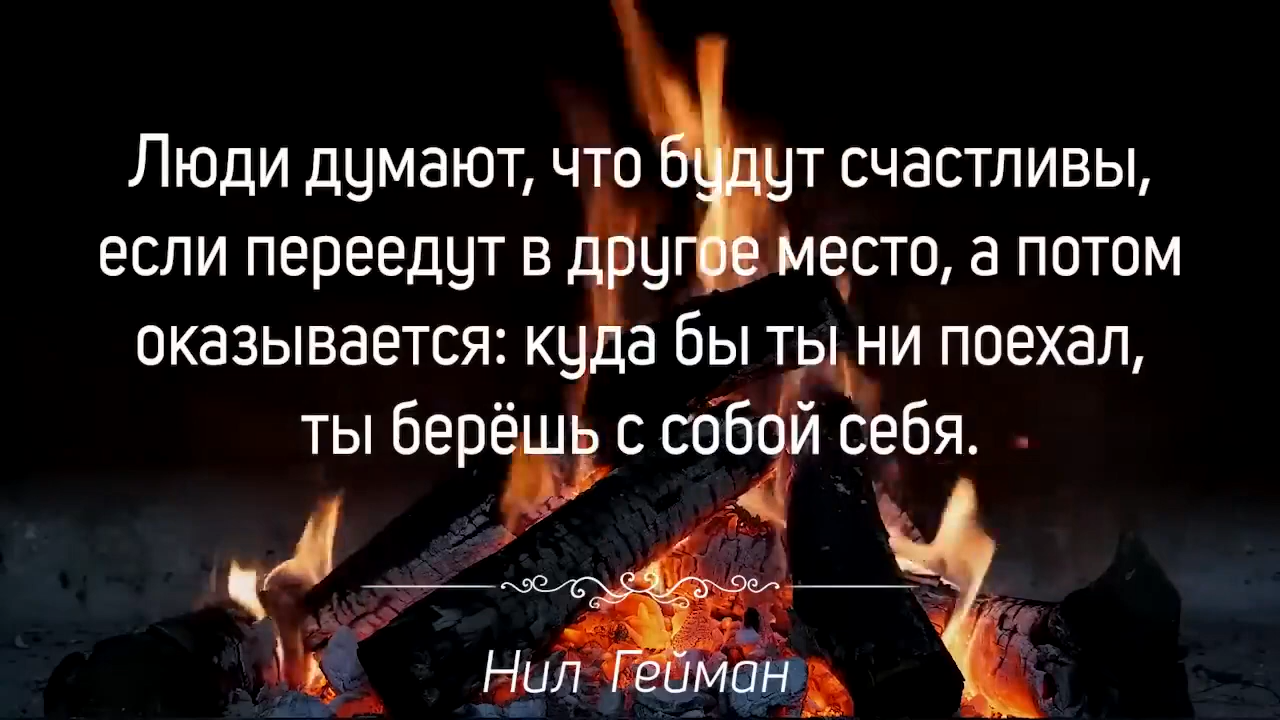 Люди думают, что будут счастливы,
если переедут в другое место, а потом
оказывается: куда бы ты ни поехал,
ты берёшь с собой себя.
Нил Гейман